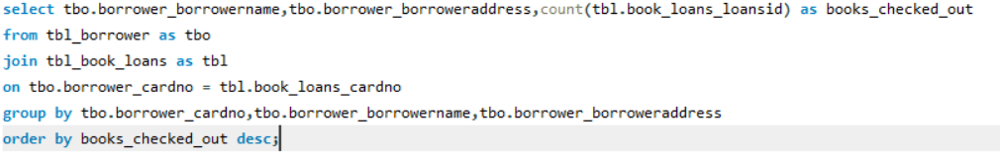 select tbo.borrower_borrowername,tbo.borrower_borroweraddress,count(tbl.book_loans_loansid) as books_checked_out
from tbl_borrower as tbo
join tbl_book_loans as tbl
on tbo.borrower_cardno = tbl.book_loans_cardno
group by tbo.borrower_cardno,tbo.borrower_borrowername,tbo.borrower_borroweraddress
order by books_checked_out desc;